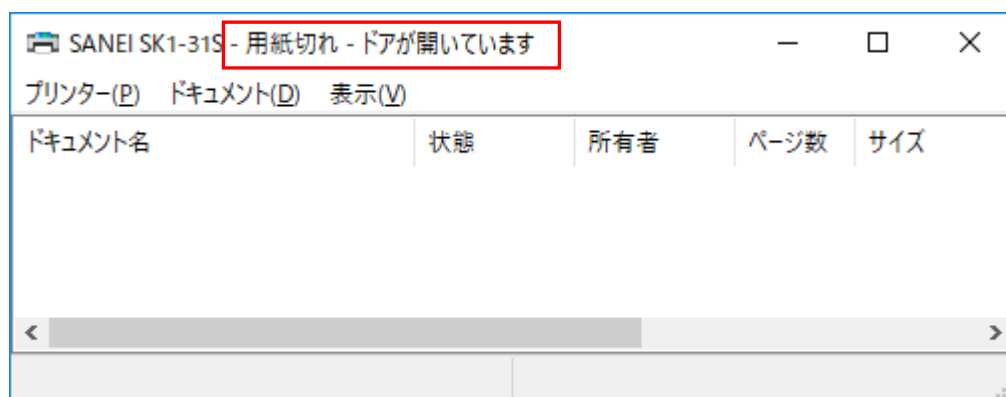 SANEI SK1-31S - 用紙切れ - ドアが開いています
プリンター(P) ドキュメント(D) 表示(V)
ドキュメント名 状態 所有者 ページ数 サイズ